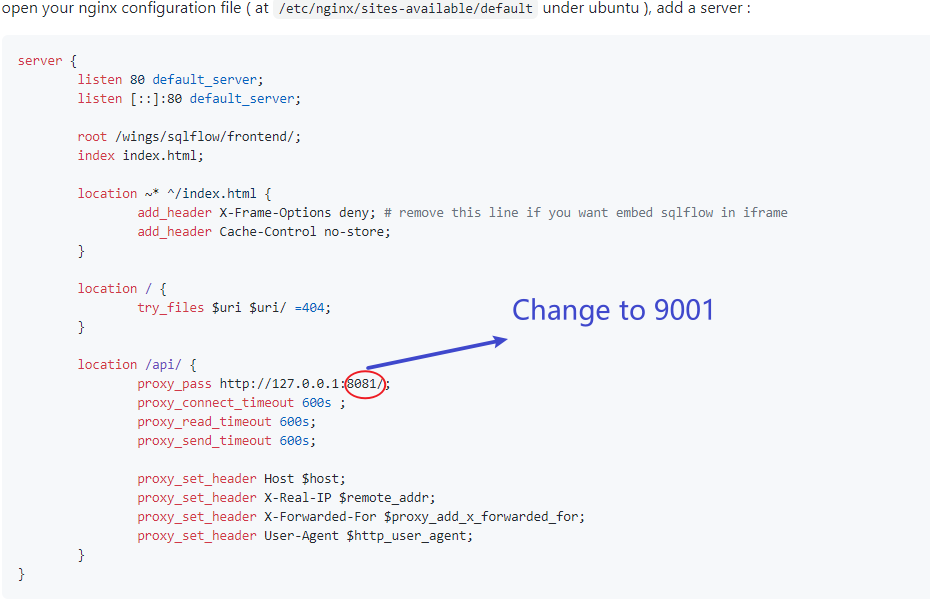 open your nginx configuration file ( at /etc/nginx/sites-available/default under ubuntu ), add a server :
server {
listen 80 default_server;
listen [::]:80 default_server;
root /wings/sqlflow/frontend/;
index index.html;
location ~* ^/index.html {
add_header X-Frame-Options deny; # remove this line if you want embed sqlflow in iframe
add_header Cache-Control no-store;
}
location / {
try_files $uri $uri/ =404;
}
Change to 9001
location /api/ {
proxy_pass http://127.0.0.1:8081/;
proxy_connect_timeout 600s ;
proxy_read_timeout 600s;
proxy_send_timeout 600s;
proxy_set_header Host $host;
proxy_set_header X-Real-IP $remote_addr;
proxy_set_header X-Forwarded-For $proxy_add_x_forwarded_for;
proxy_set_header User-Agent $http_user_agent;
}
}